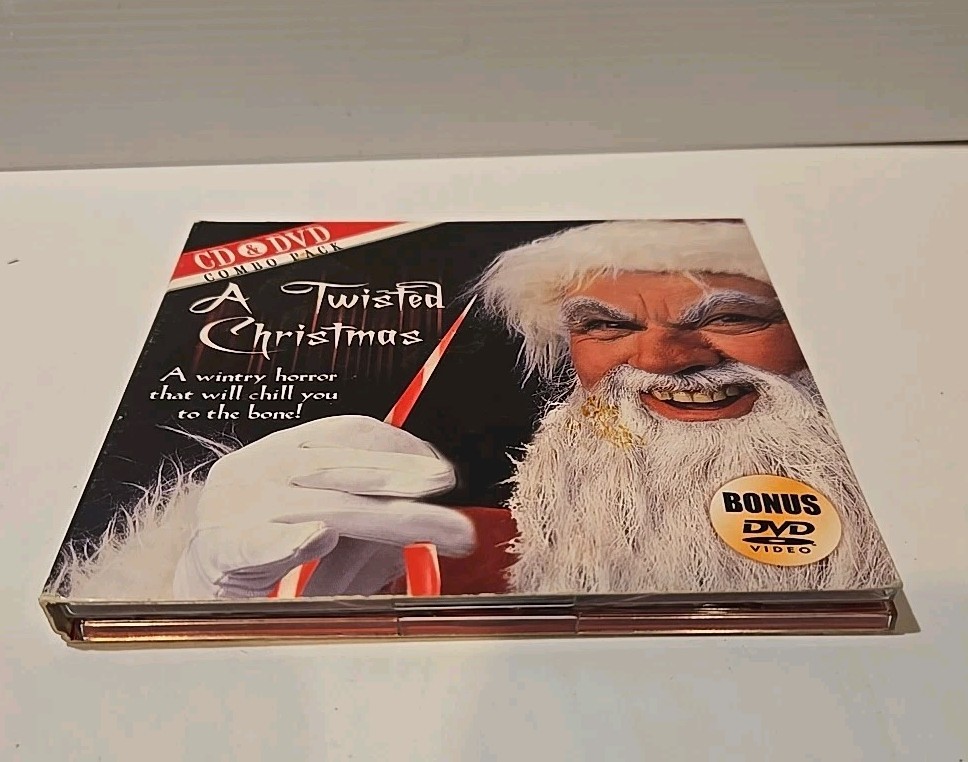 CD & DVD
COMBO PACK
A Twisted
Christmas
A wintry horror
that will chill you
to the bone!
BONUS
DVD
VIDEO